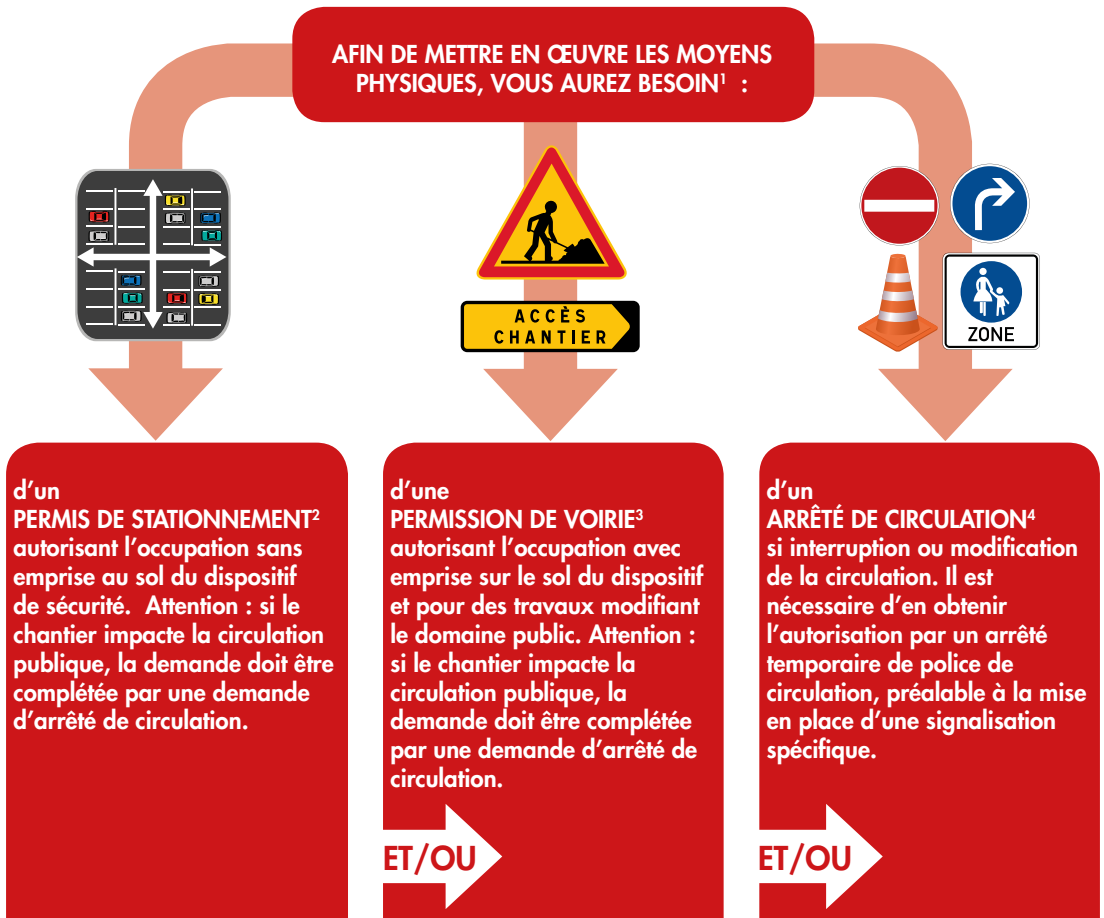 AFIN DE METTRE EN ŒUVRE LES MOYENS
PHYSIQUES, VOUS AUREZ BESOIN¹ :
ACCÈS
CHANTIER
ZONE
d'un
PERMIS DE STATIONNEMENT²
autorisant l'occupation sans
emprise au sol du dispositif
de sécurité. Attention : si le
chantier impacte la circulation
publique, la demande doit être
complétée par une demande
d'arrêté de circulation.
d'une
PERMISSION DE VOIRIE³
autorisant l'occupation avec
emprise sur le sol du dispositif
et pour des travaux modifiant
le domaine public. Attention :
si le chantier impacte la
circulation publique, la
demande doit être complétée
par une demande d'arrêté de
circulation.
ET/OU
d'un
ARRÊTÉ DE CIRCULATION⁴
si interruption ou modification
de la circulation. Il est
nécessaire d'en obtenir
l'autorisation par un arrêté
temporaire de police de
circulation, préalable à la mise
en place d'une signalisation
spécifique.
ET/OU